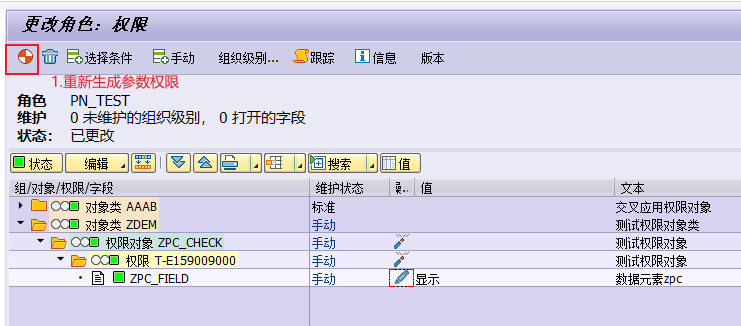 更改角色：权限
选择条件 手动 组织级别... 跟踪 信息 版本
1.重新生成参数权限
角色 PN_TEST
维护 0 未维护的组织级别， 0 打开的字段
状态： 已更改
状态 编辑 搜索 值
组/对象/权限/字段 维护状态 值 文本
对象类 AAAB 标准 交叉应用权限对象
对象类 ZDEM 手动 测试权限对象类
权限对象 ZPC_CHECK 手动 测试权限对象
权限 T-E159009000 手动 测试权限对象
ZPC_FIELD 手动 显示 数据元素zpc